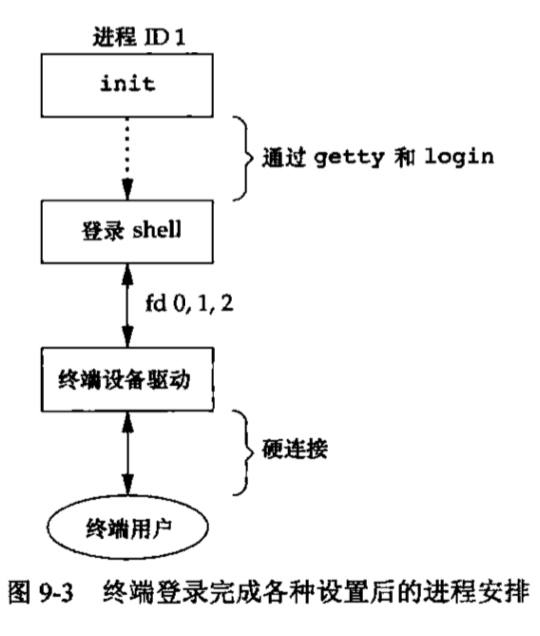 进程 ID 1
init
通过 getty 和 login
登录 shell
fd 0, 1, 2
终端设备驱动
硬连接
终端用户
图 9-3 终端登录完成各种设置后的进程安排